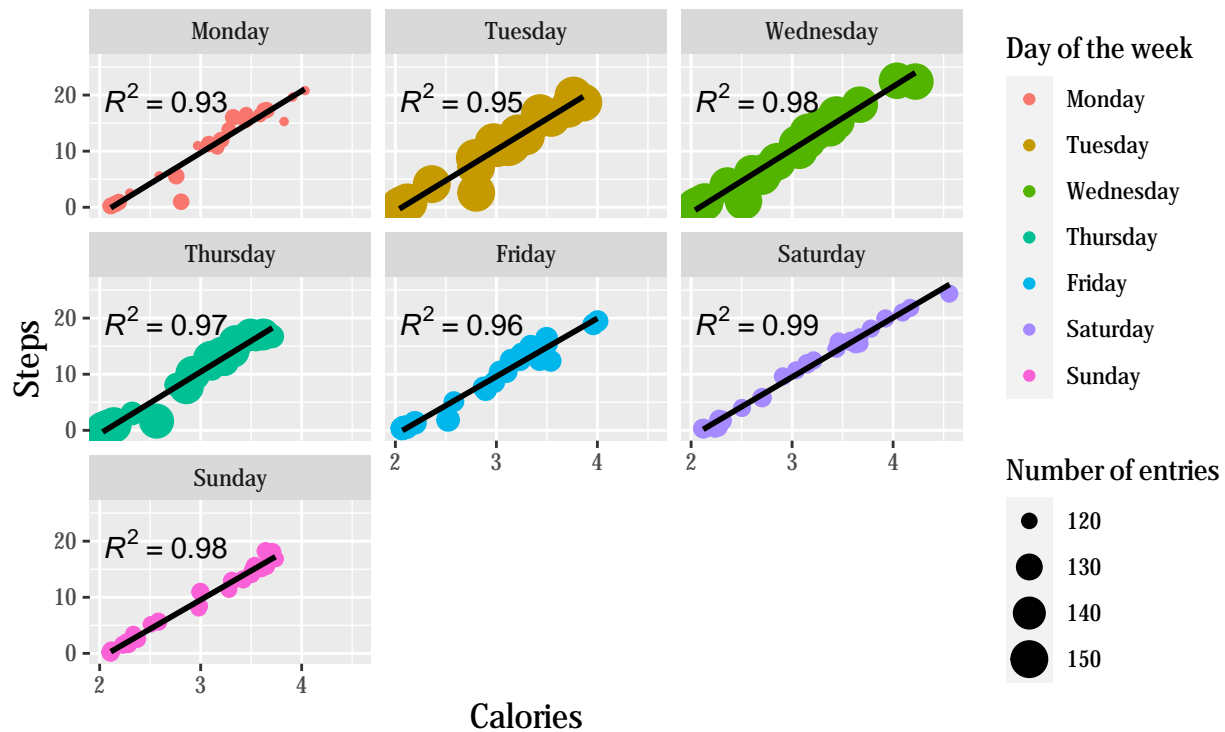 Monday
Tuesday
Wednesday
R² = 0.93
R² = 0.95
R² = 0.98
20
10
0
Thursday
Friday
Saturday
R² = 0.97
R² = 0.96
R² = 0.99
20
10
0
2 3 4
2 3 4
Sunday
R² = 0.98
20
10
0
2 3 4
Steps
Calories
Day of the week
Monday
Tuesday
Wednesday
Thursday
Friday
Saturday
Sunday
Number of entries
120
130
140
150